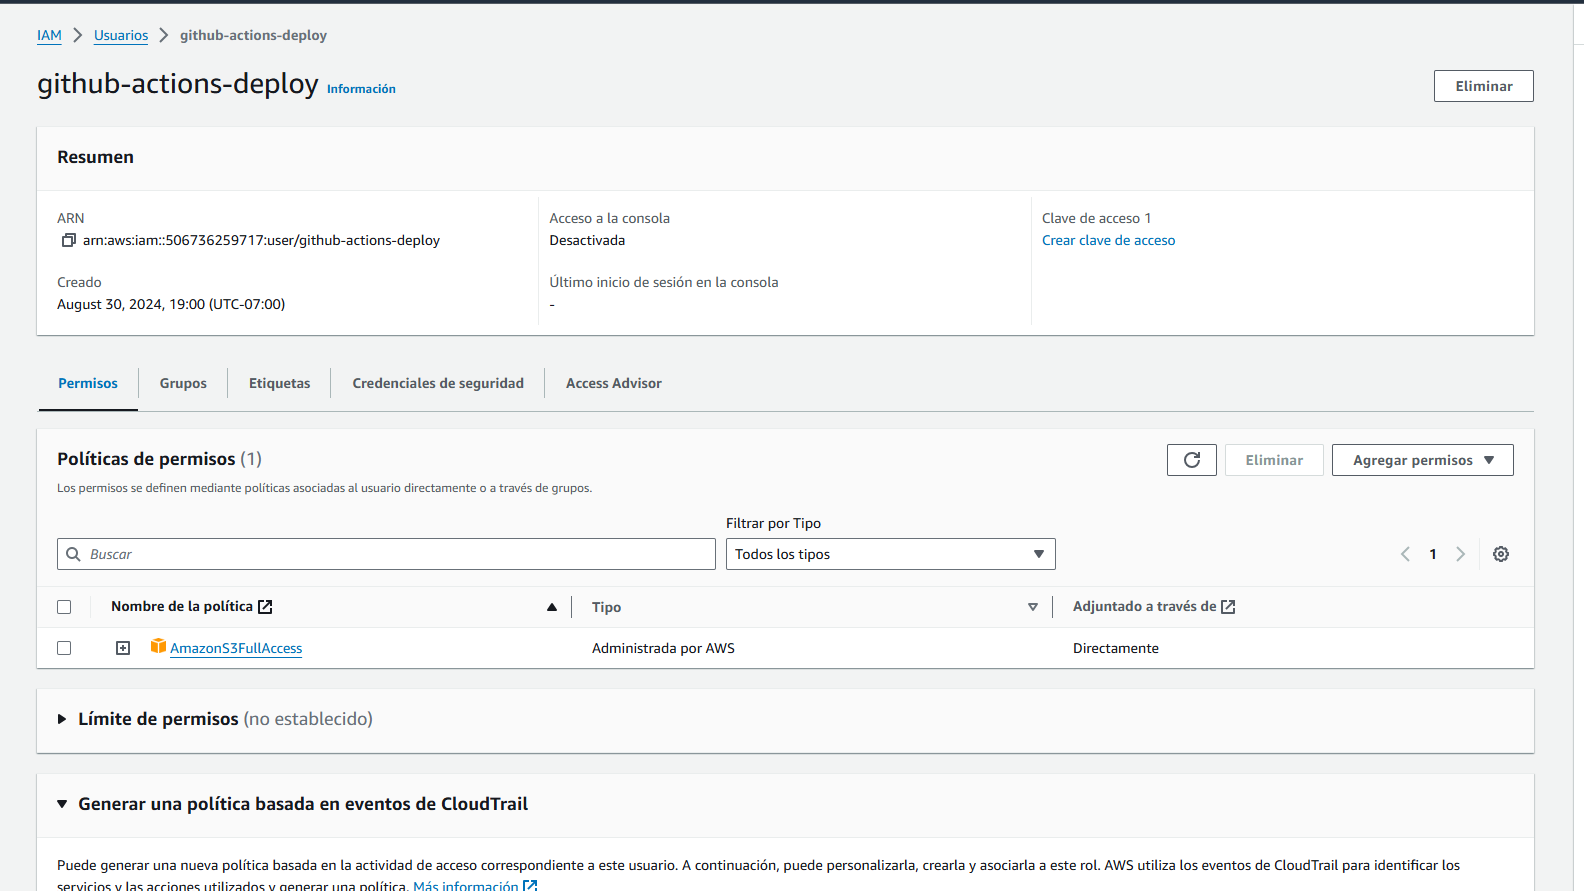 IAM > Usuarios > github-actions-deploy
github-actions-deploy Información
Eliminar
Resumen
ARN
arn:aws:iam::506736259717:user/github-actions-deploy
Creado
August 30, 2024, 19:00 (UTC-07:00)
Acceso a la consola
Desactivada
Último inicio de sesión en la consola
-
Clave de acceso 1
Crear clave de acceso
Permisos Grupos Etiquetas Credenciales de seguridad Access Advisor
Políticas de permisos (1)
Eliminar Agregar permisos
Los permisos se definen mediante políticas asociadas al usuario directamente o a través de grupos.
Filtrar por Tipo
Buscar Todos los tipos 1
Nombre de la política Tipo Adjuntado a través de
AmazonS3FullAccess Administrada por AWS Directamente
Límite de permisos (no establecido)
Generar una política basada en eventos de CloudTrail
Puede generar una nueva política basada en la actividad de acceso correspondiente a este usuario. A continuación, puede personalizarla, crearla y asociarla a este rol. AWS utiliza los eventos de CloudTrail para identificar los
servicios y las acciones utilizados y generar una política. Más información